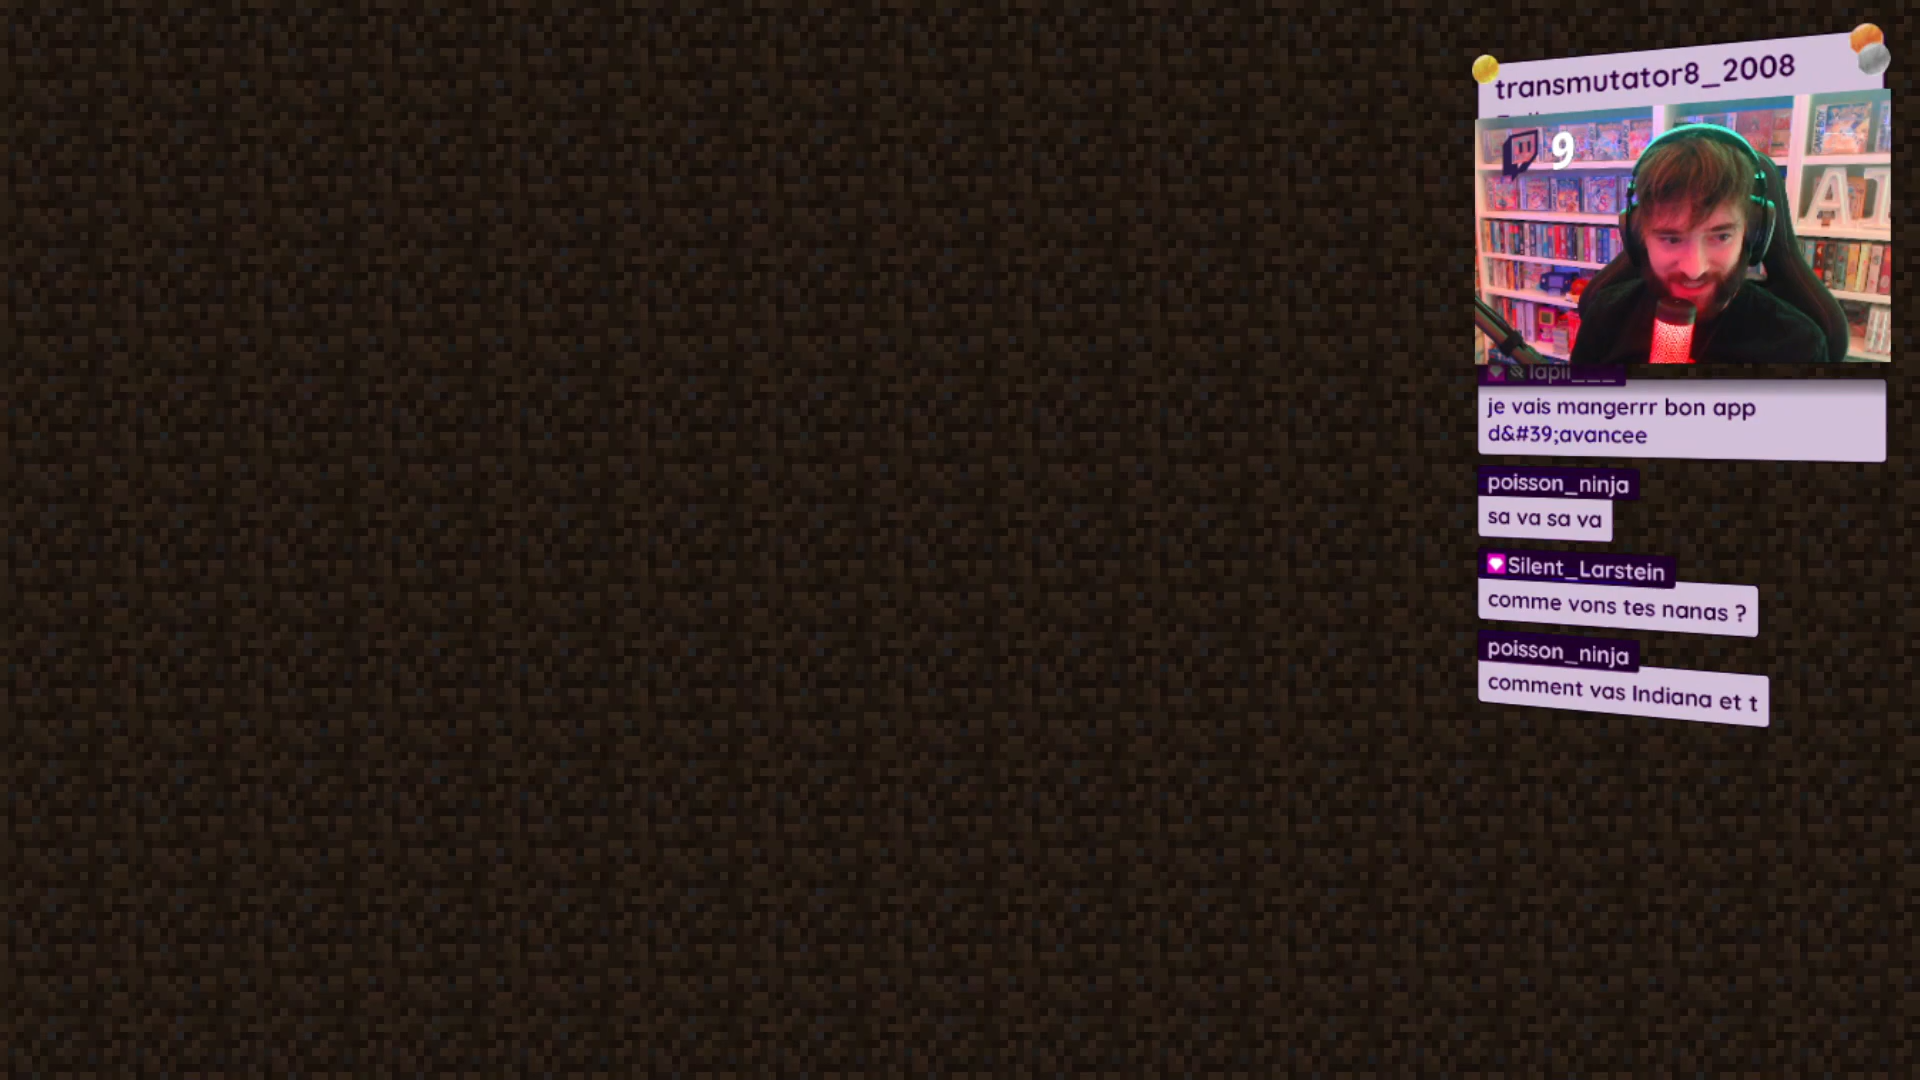 transmutator8_2008
9
lapii___
je vais mangerrr bon app
d&#39;avancee
poisson_ninja
sa va sa va
Silent_Larstein
comme vons tes nanas ?
poisson_ninja
comment vas Indiana et t